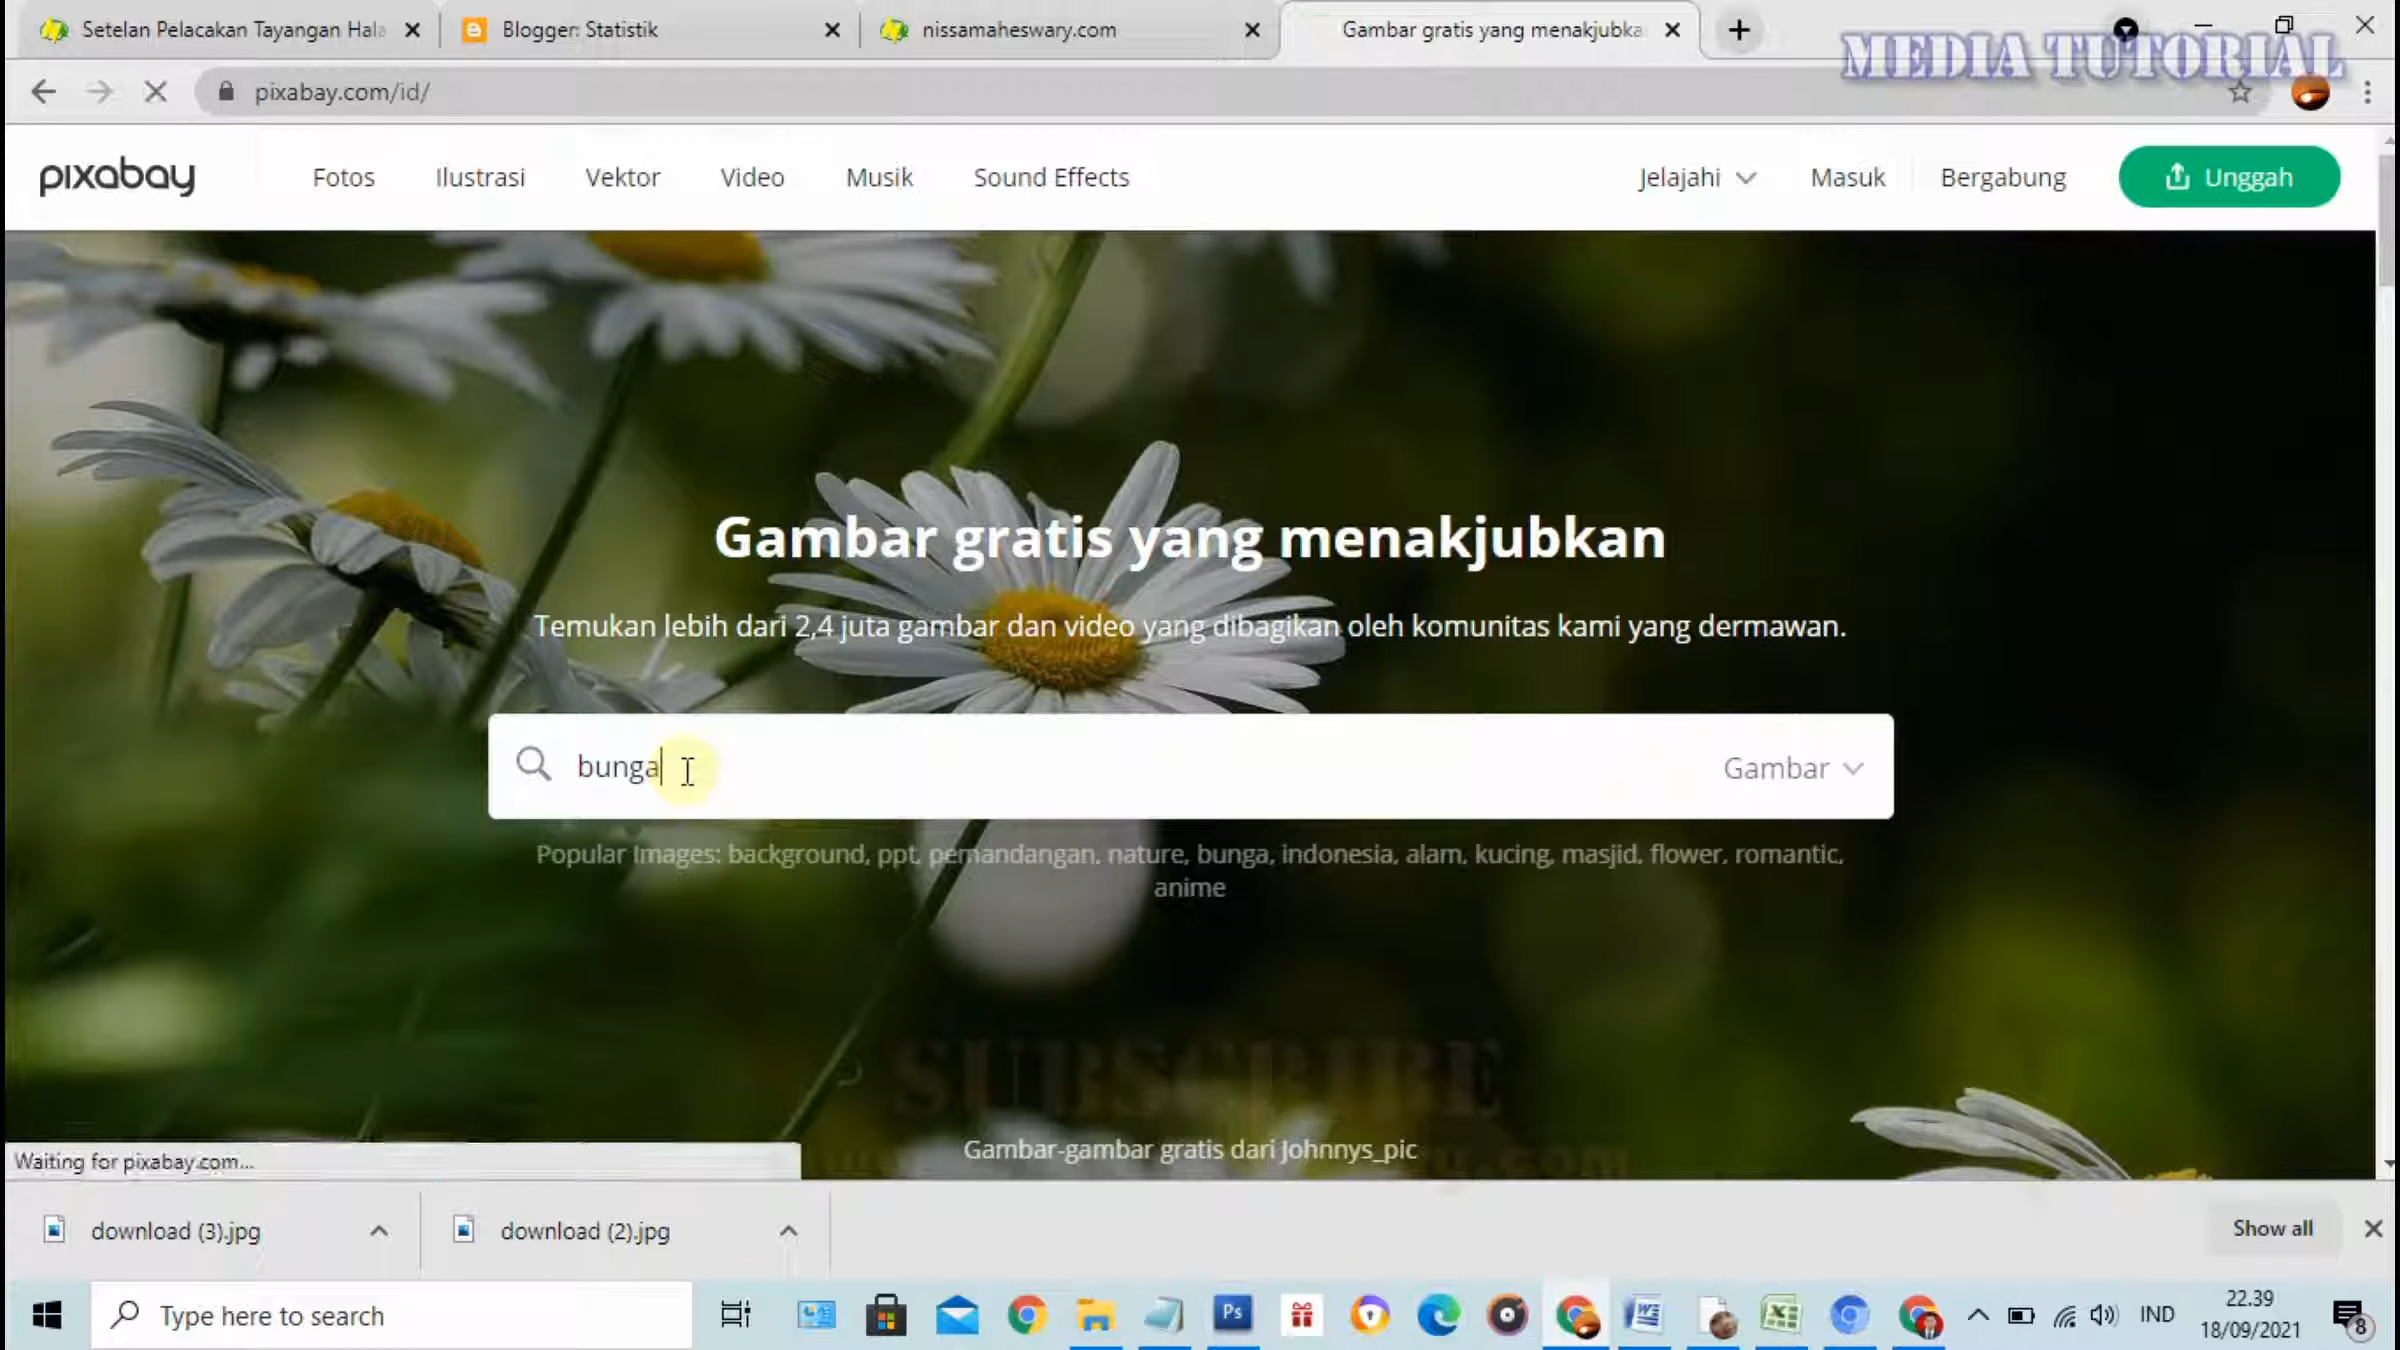 Setelan Pelacakan Tayangan Hala
Blogger: Statistik
nissamaheswary.com
Gambar gratis yang menakjubka
MEDIA TUTORIAL
pixabay.com/id/
pixabay
Fotos
Ilustrasi
Vektor
Video
Musik
Sound Effects
Jelajahi
Masuk
Bergabung
Unggah
Gambar gratis yang menakjubkan
Temukan lebih dari 2,4 juta gambar dan video yang dibagikan oleh komunitas kami yang dermawan.
bunga
Gambar
Popular Images: background, ppt, pemandangan, nature, bunga, indonesia, alam, kucing, masjid, flower, romantic,
anime
SUBSCRIBE
Gambar-gambar gratis dari Johnnys_pic
Waiting for pixabay.com...
download (3).jpg
download (2).jpg
Show all
Type here to search
Ps
IND
22.39
18/09/2021
8